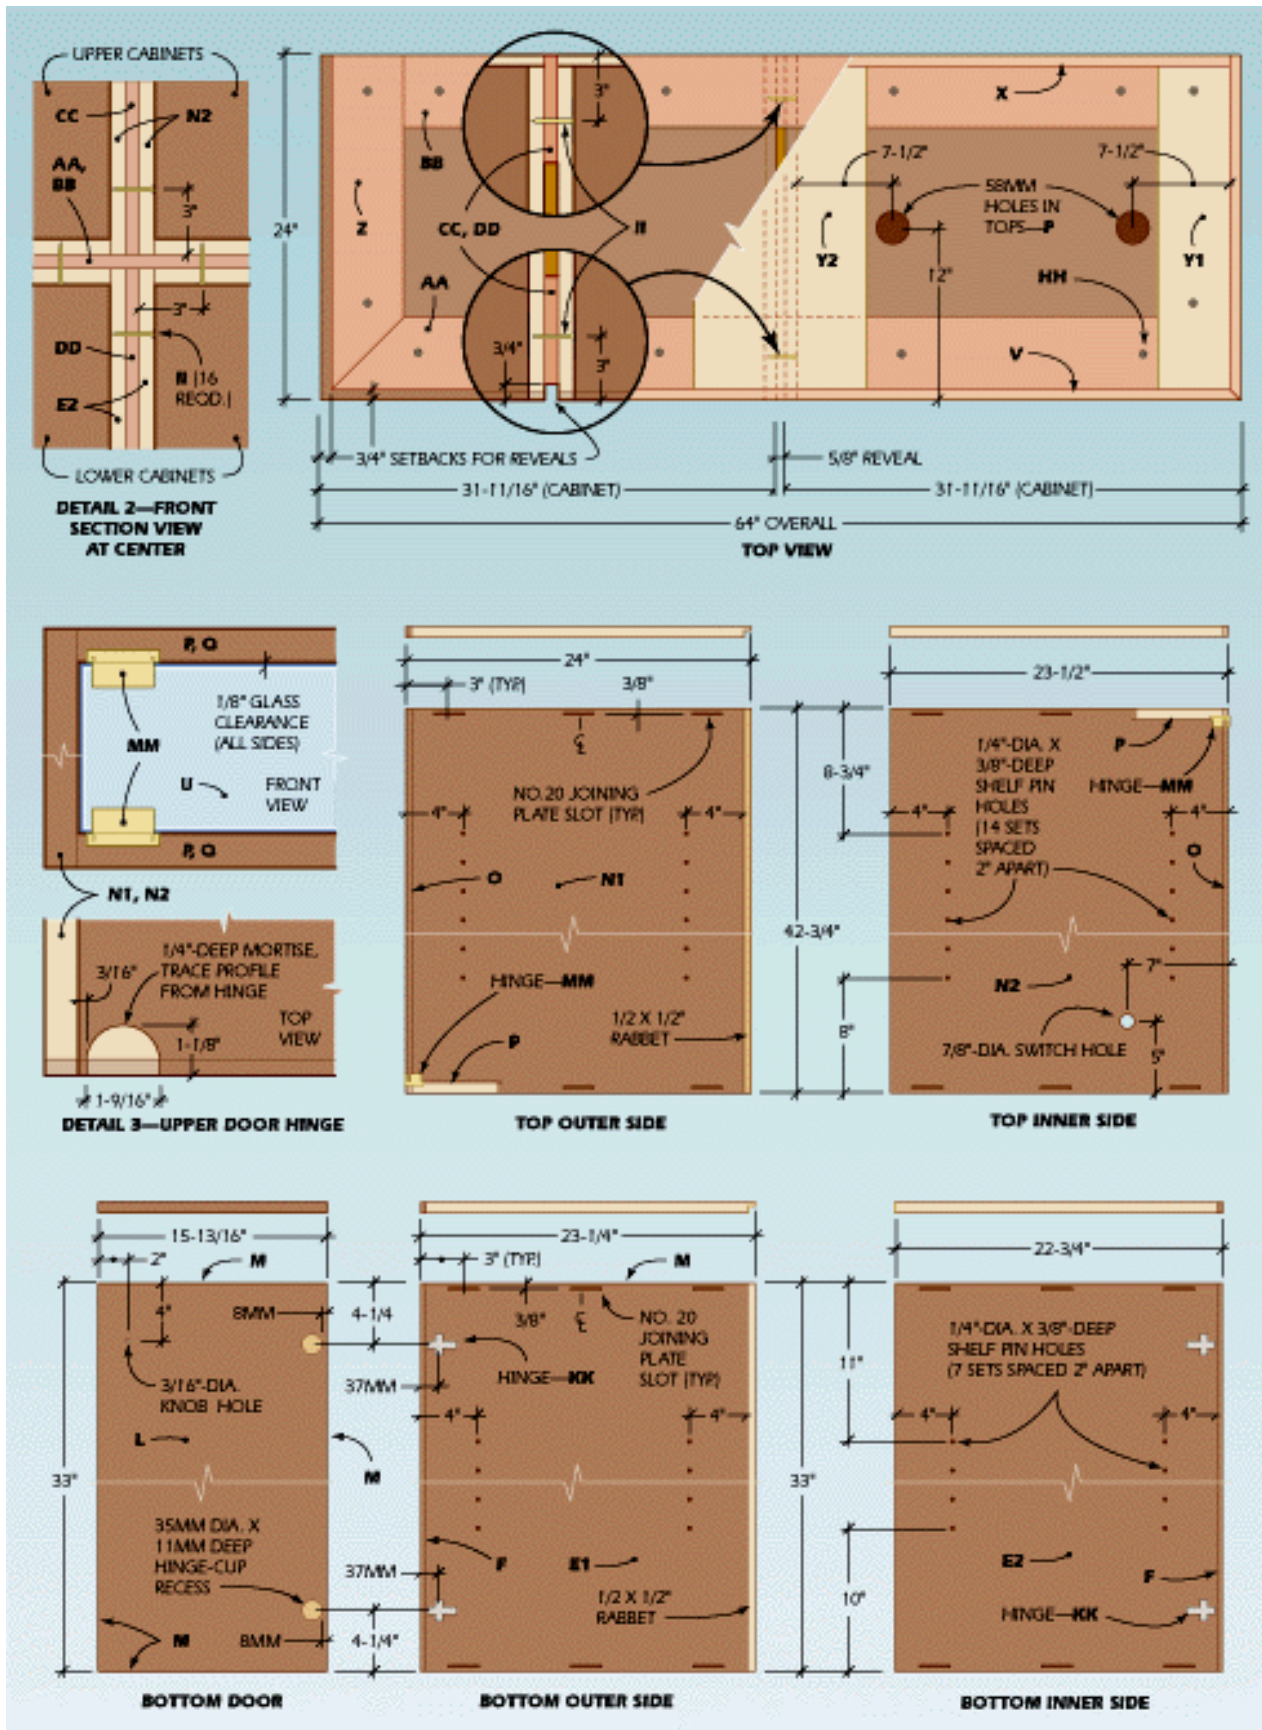 UPPER CABINETS
CC
N2
AA,
BB
3"
3"
DD
II (16
REQD.)
E2
LOWER CABINETS
DETAIL 2—FRONT
SECTION VIEW
AT CENTER
24"
3"
X
BB
7-1/2"
7-1/2"
58MM
HOLES IN
TOPS—P
Z
CC, DD
II
Y2
Y1
12"
HH
AA
3/4"
3"
V
3/4" SETBACKS FOR REVEALS
5/8" REVEAL
31-11/16" (CABINET)
31-11/16" (CABINET)
64" OVERALL
TOP VIEW
P, Q
1/8" GLASS
CLEARANCE
(ALL SIDES)
MM
U
FRONT
VIEW
P, Q
N1, N2
3/16"
1/4"-DEEP MORTISE,
TRACE PROFILE
FROM HINGE
TOP
VIEW
1-1/8"
1-9/16"
DETAIL 3—UPPER DOOR HINGE
24"
3" (TYP.)
3/8"
CL
NO. 20 JOINING
PLATE SLOT (TYP.)
4"
4"
O
N1
42-3/4"
HINGE—MM
P
1/2 X 1/2"
RABBET
TOP OUTER SIDE
23-1/2"
8-3/4"
1/4"-DIA. X
3/8"-DEEP
SHELF PIN
HOLES
(14 SETS
SPACED
2" APART)
P
HINGE—MM
4"
4"
O
N2
7"
8"
7/8"-DIA. SWITCH HOLE
5"
TOP INNER SIDE
15-13/16"
2"
M
4"
8MM
3/16"-DIA.
KNOB HOLE
L
M
33"
35MM DIA. X
11MM DEEP
HINGE-CUP
RECESS
M
8MM
BOTTOM DOOR
23-1/4"
3" (TYP.)
M
4-1/4
3/8"
CL
NO. 20
JOINING
PLATE
SLOT (TYP.)
37MM
HINGE—KK
4"
4"
33"
37MM
F
E1
1/2 X 1/2"
RABBET
4-1/4"
BOTTOM OUTER SIDE
22-3/4"
1/4"-DIA. X 3/8"-DEEP
SHELF PIN HOLES
(7 SETS SPACED 2" APART)
11"
4"
4"
E2
F
10"
HINGE—KK
BOTTOM INNER SIDE